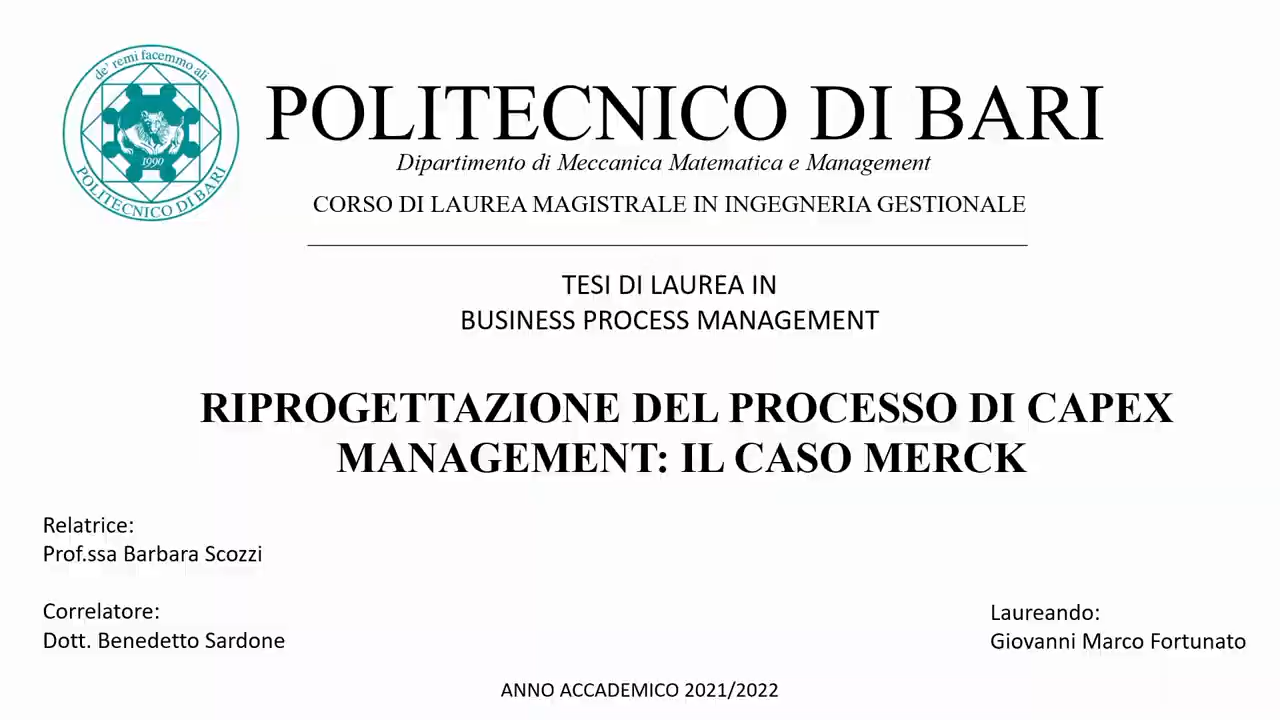 de' remi facemmo ali
1990
POLITECNICO DI BARI
POLITECNICO DI BARI
Dipartimento di Meccanica Matematica e Management
CORSO DI LAUREA MAGISTRALE IN INGEGNERIA GESTIONALE
TESI DI LAUREA IN
BUSINESS PROCESS MANAGEMENT
RIPROGETTAZIONE DEL PROCESSO DI CAPEX
MANAGEMENT: IL CASO MERCK
Relatrice:
Prof.ssa Barbara Scozzi
Correlatore:
Dott. Benedetto Sardone
Laureando:
Giovanni Marco Fortunato
ANNO ACCADEMICO 2021/2022